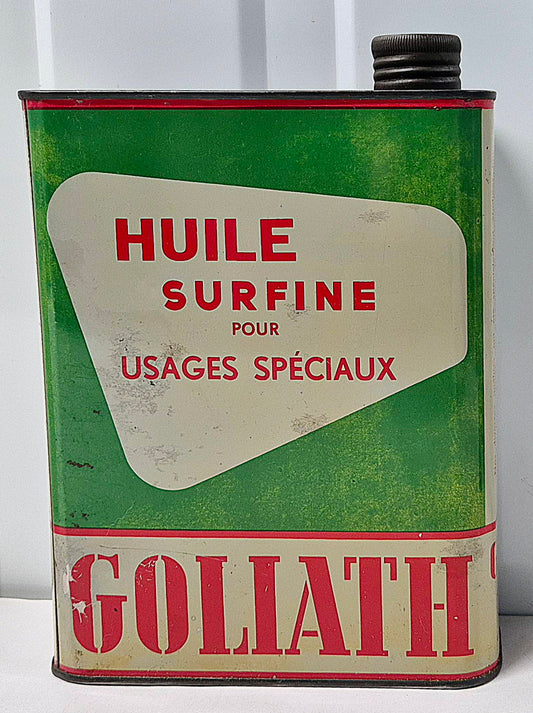 HUILE
SURFINE
POUR
USAGES SPÉCIAUX
GOLIATH